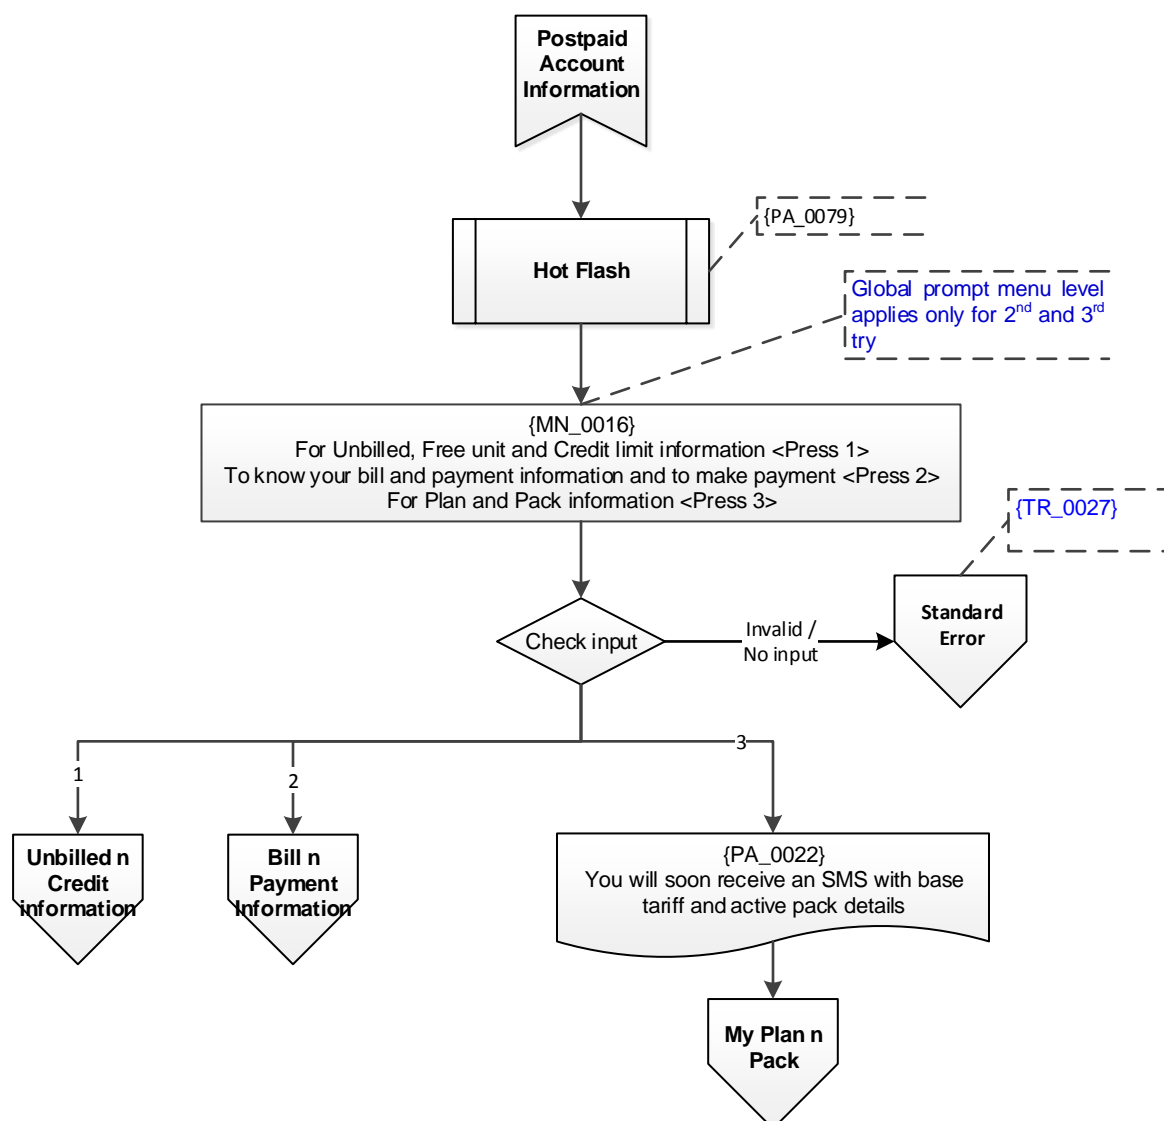 Postpaid
Account
Information
{PA_0079}
Hot Flash
Global prompt menu level
applies only for 2nd and 3rd
try
{MN_0016}
For Unbilled, Free unit and Credit limit information <Press 1>
To know your bill and payment information and to make payment <Press 2>
For Plan and Pack information <Press 3>
{TR_0027}
Check input
Invalid /
No input
Standard
Error
1
2
3
Unbilled n
Credit
information
Bill n
Payment
Information
{PA_0022}
You will soon receive an SMS with base
tariff and active pack details
My Plan n
Pack